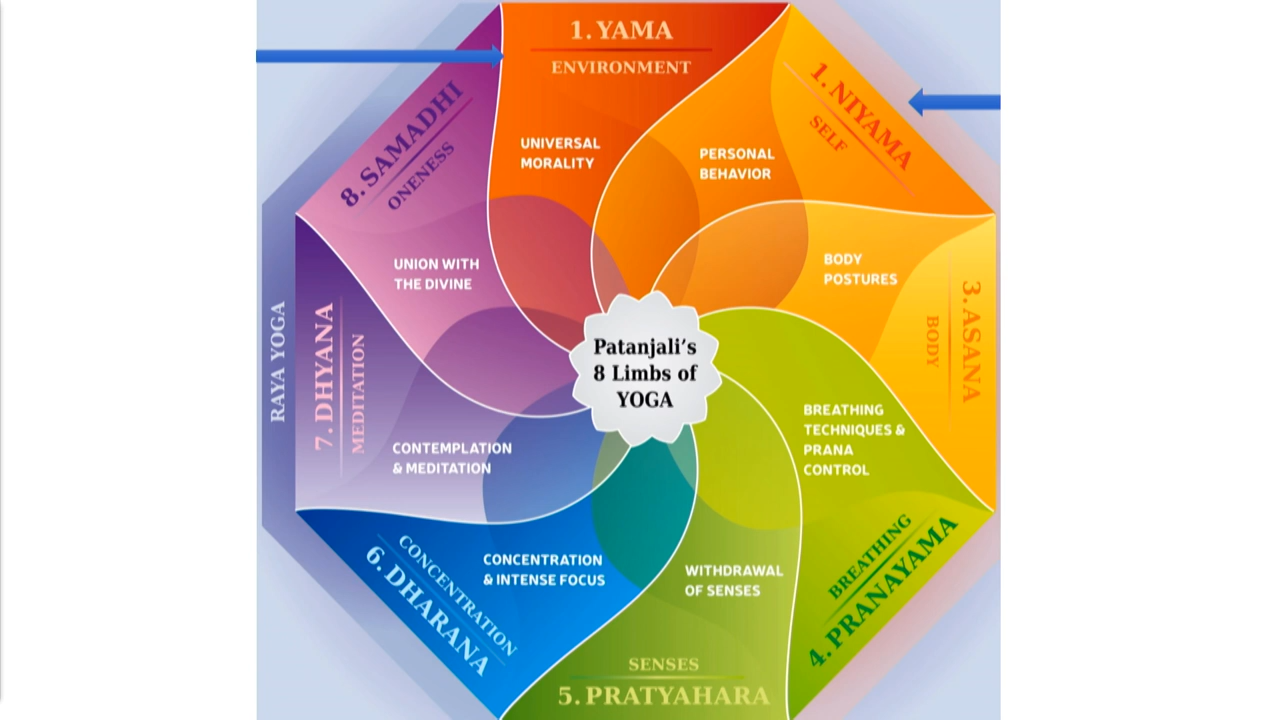 1. YAMA
ENVIRONMENT
UNIVERSAL
MORALITY
1. NIYAMA
SELF
PERSONAL
BEHAVIOR
3. ASANA
BODY
BODY
POSTURES
BREATHING
TECHNIQUES &
PRANA
CONTROL
BREATHING
4. PRANAYAMA
WITHDRAWAL
OF SENSES
SENSES
5. PRATYAHARA
CONCENTRATION
& INTENSE FOCUS
CONCENTRATION
6. DHARANA
CONTEMPLATION
& MEDITATION
7. DHYANA
MEDITATION
RAYA YOGA
8. SAMADHI
ONENESS
UNION WITH
THE DIVINE
Patanjali's
8 Limbs of
YOGA